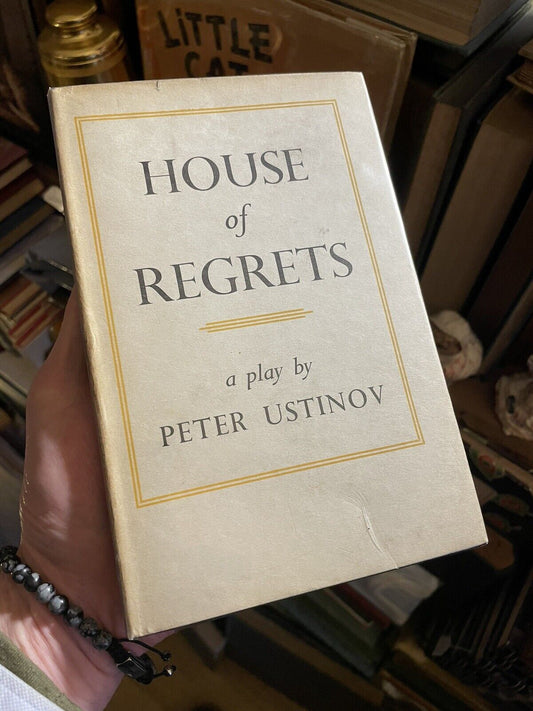 LITTLE
CAT
HOUSE
of
REGRETS
a play by
PETER USTINOV